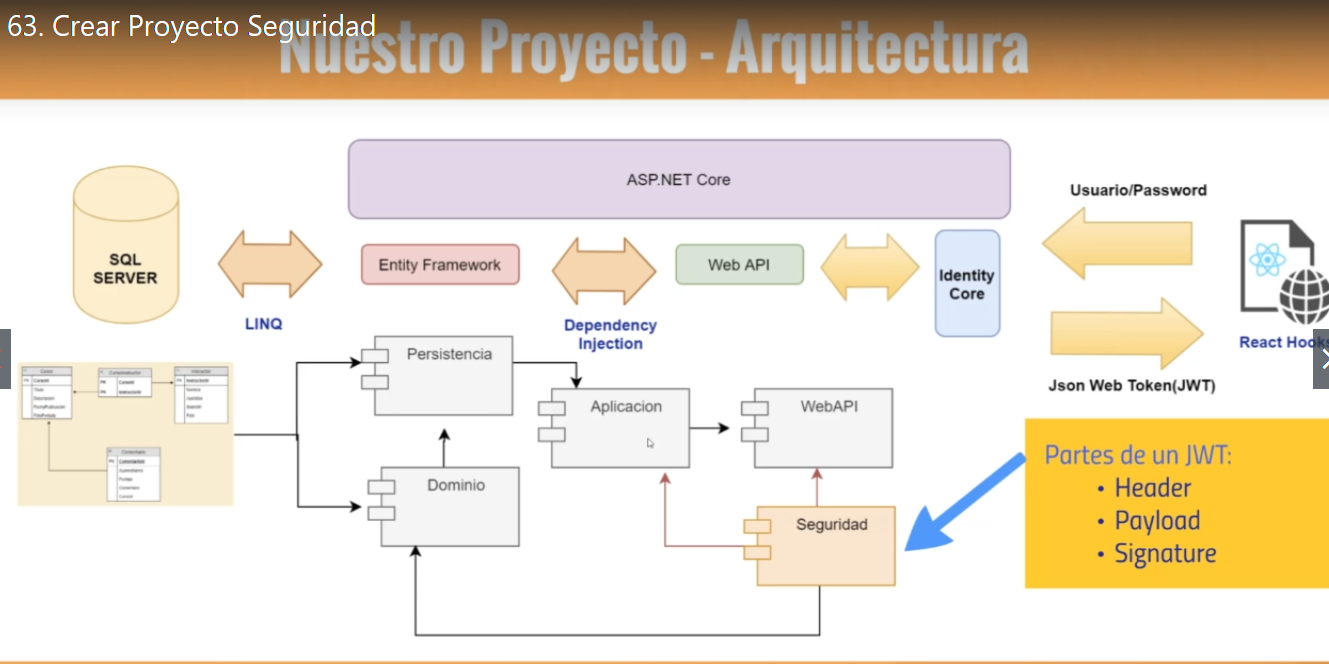 63. Crear Proyecto Seguridad
Nuestro Proyecto - Arquitectura
ASP.NET Core
Usuario/Password
SQL
SERVER
Entity Framework
Web API
Identity
Core
LINQ
Dependency
Injection
React Hook
Json Web Token(JWT)
Persistencia
Aplicacion
WebAPI
Dominio
Seguridad
Partes de un JWT:
• Header
• Payload
• Signature